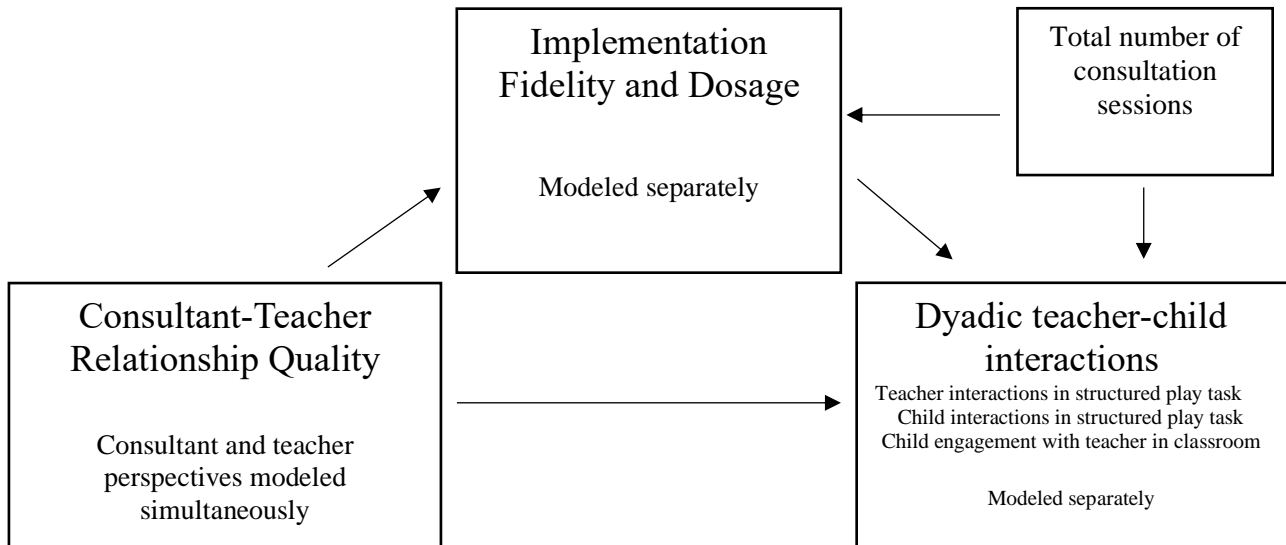 Implementation
Fidelity and Dosage
Modeled separately
Total number of
consultation
sessions
Consultant-Teacher
Relationship Quality
Consultant and teacher
perspectives modeled
simultaneously
Dyadic teacher-child
interactions
Teacher interactions in structured play task
Child interactions in structured play task
Child engagement with teacher in classroom
Modeled separately